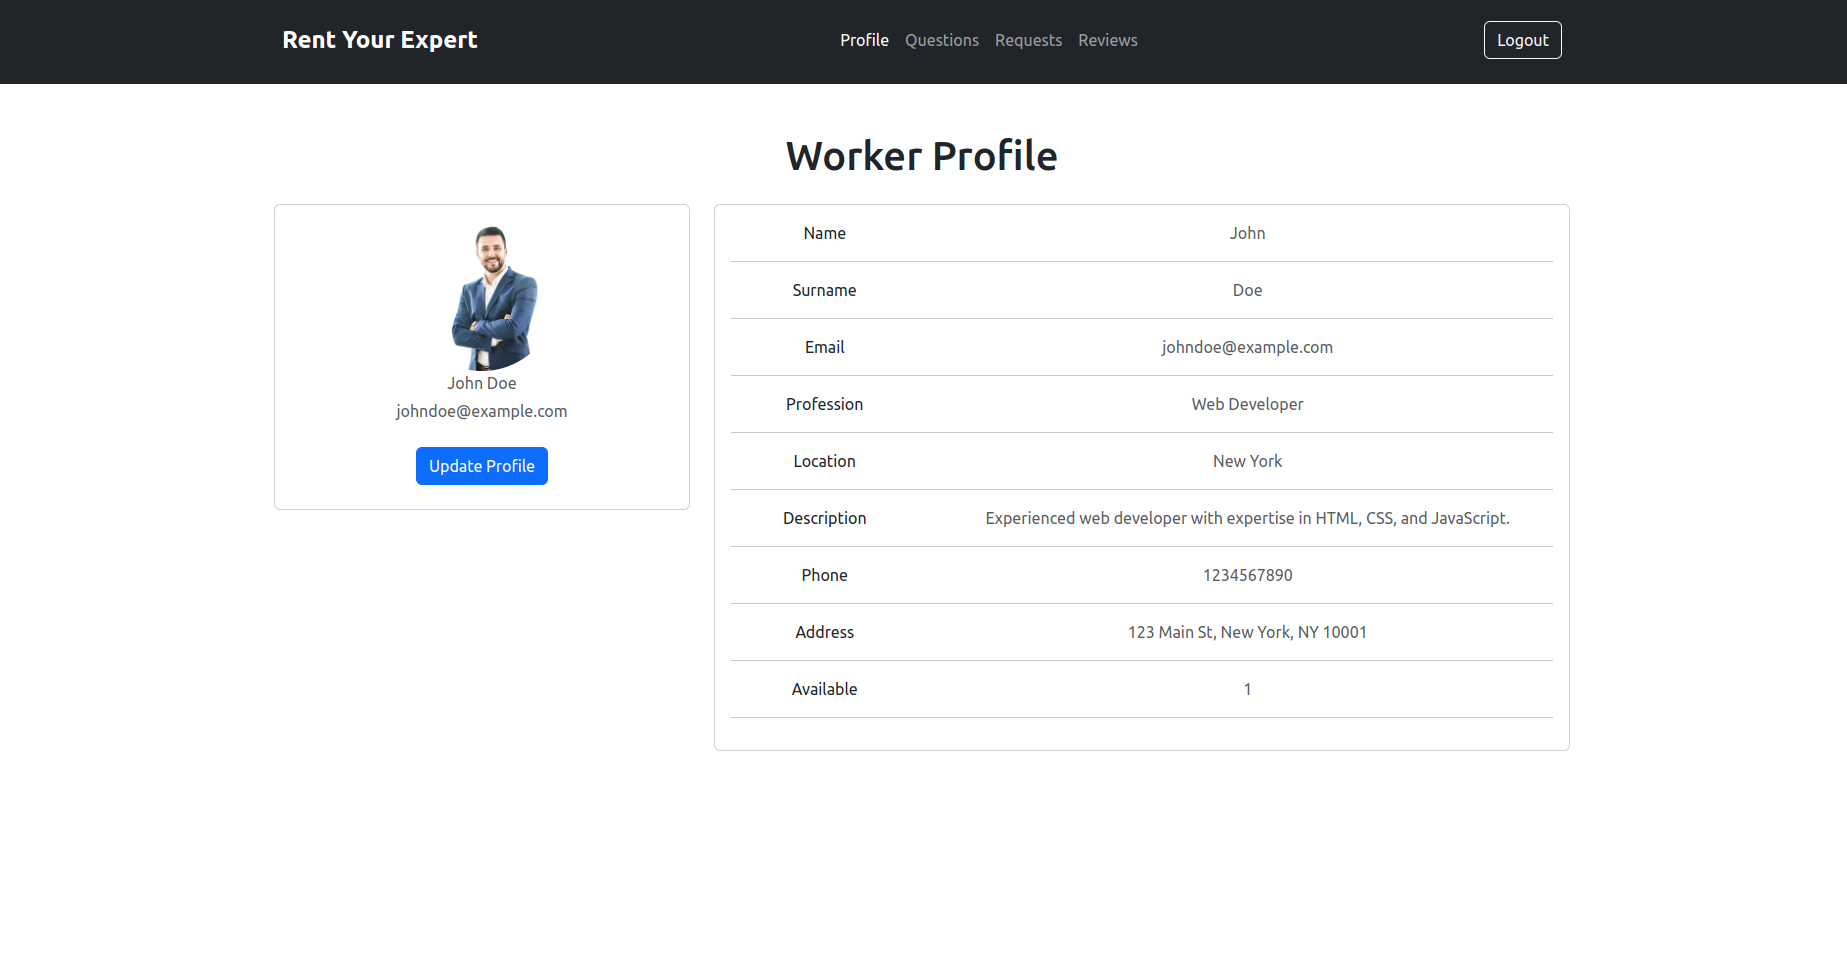 Rent Your Expert
Profile Questions Requests Reviews
Logout
Worker Profile
John Doe
johndoe@example.com
Update Profile
Name John
Surname Doe
Email johndoe@example.com
Profession Web Developer
Location New York
Description Experienced web developer with expertise in HTML, CSS, and JavaScript.
Phone 1234567890
Address 123 Main St, New York, NY 10001
Available 1